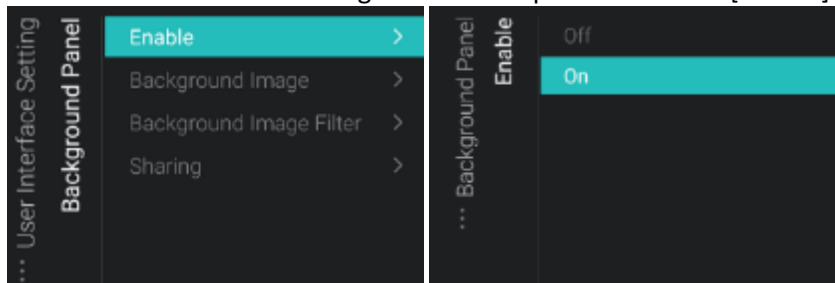 ... User Interface Setting
Background Panel
Enable >
Background Image >
Background Image Filter >
Sharing >
... Background Panel
Enable
Off
On